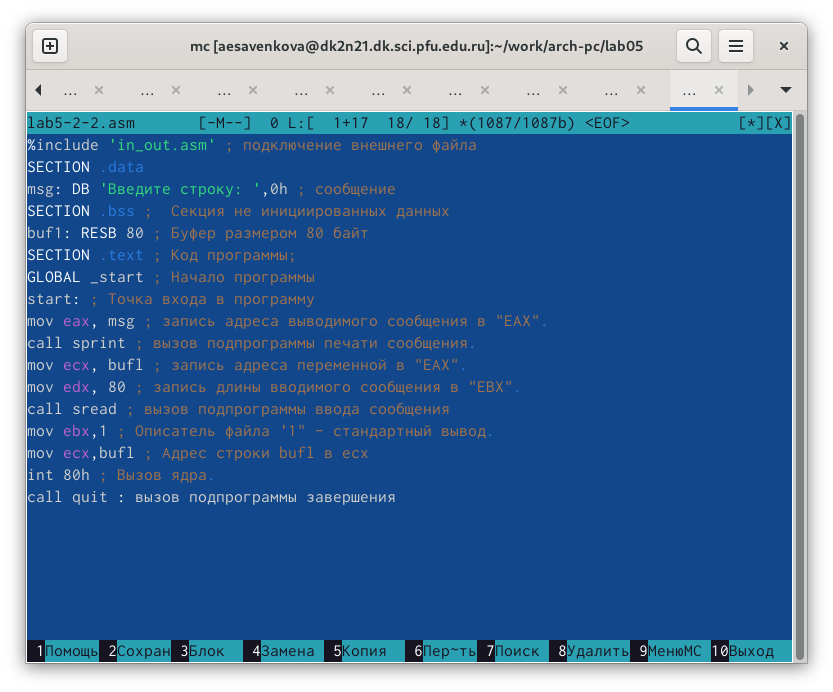 mc [aesavenkova@dk2n21.dk.sci.pfu.edu.ru]:~/work/arch-pc/lab05
... ... ... ... ... ... ... ... ...
lab5-2-2.asm [-M--] 0 L:[ 1+17 18/ 18] *(1087/1087b) <EOF> [*][X]
%include 'in_out.asm' ; подключение внешнего файла
SECTION .data
msg: DB 'Введите строку: ',0h ; сообщение
SECTION .bss ; Секция не инициированных данных
buf1: RESB 80 ; Буфер размером 80 байт
SECTION .text ; Код программы;
GLOBAL _start ; Начало программы
start: ; Точка входа в программу
mov eax, msg ; запись адреса выводимого сообщения в "EAX".
call sprint ; вызов подпрограммы печати сообщения.
mov ecx, bufl ; запись адреса переменной в "EAX".
mov edx, 80 ; запись длины вводимого сообщения в "EBX".
call sread ; вызов подпрограммы ввода сообщения
mov ebx,1 ; Описатель файла '1" – стандартный вывод.
mov ecx,bufl ; Адрес строки bufl в ecx
int 80h ; Вызов ядра.
call quit : вызов подпрограммы завершения
1Помощь 2Сохран 3Блок 4Замена 5Копия 6Пер~ть 7Поиск 8Удалить 9МенюMC 10Выход